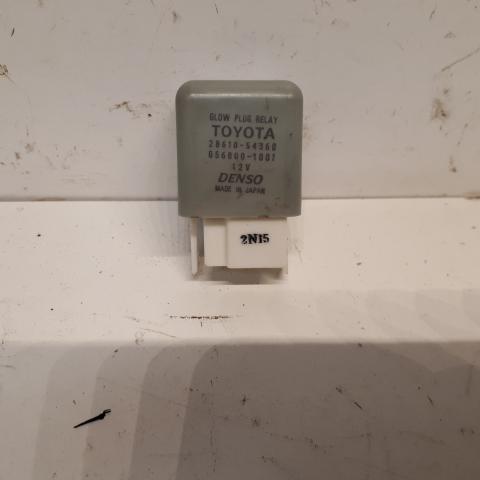 GLOW PLUG RELAY
TOYOTA
28610-54360
056800-1001
12V
DENSO
MADE IN JAPAN
2N15